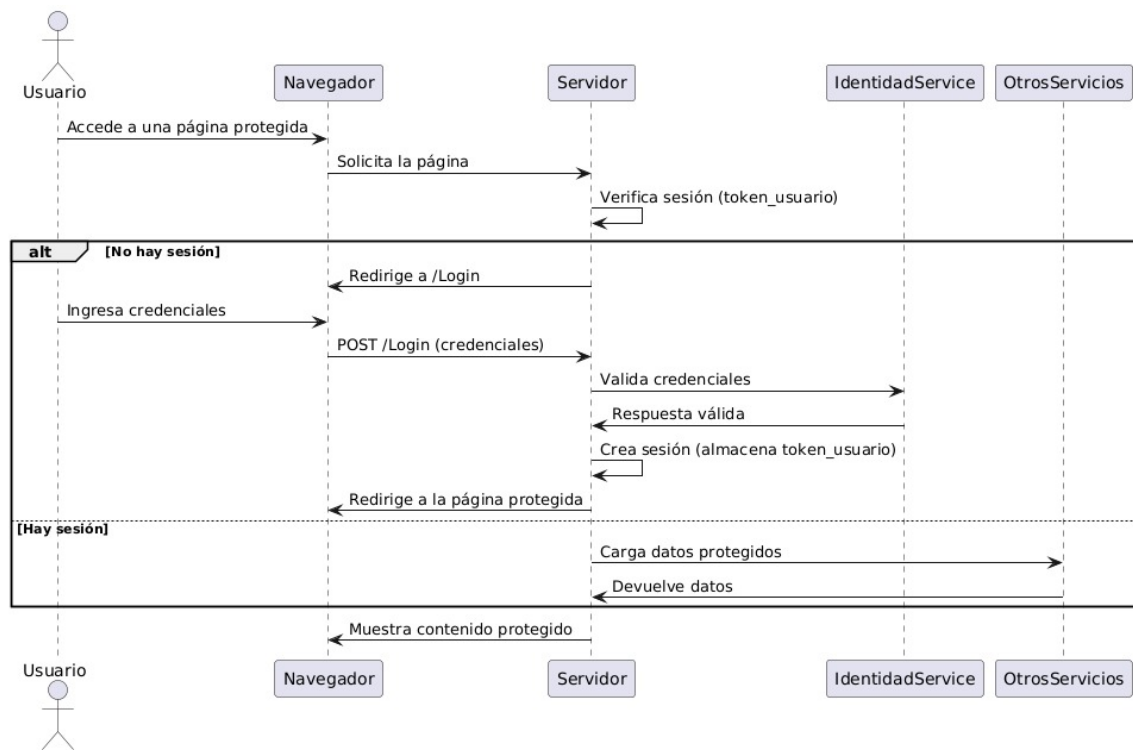 Usuario
Navegador
Servidor
IdentidadService
OtrosServicios
Accede a una página protegida
Solicita la página
Verifica sesión (token_usuario)
alt
[No hay sesión]
Redirige a /Login
Ingresa credenciales
POST /Login (credenciales)
Valida credenciales
Respuesta válida
Crea sesión (almacena token_usuario)
Redirige a la página protegida
[Hay sesión]
Carga datos protegidos
Devuelve datos
Muestra contenido protegido
Usuario
Navegador
Servidor
IdentidadService
OtrosServicios